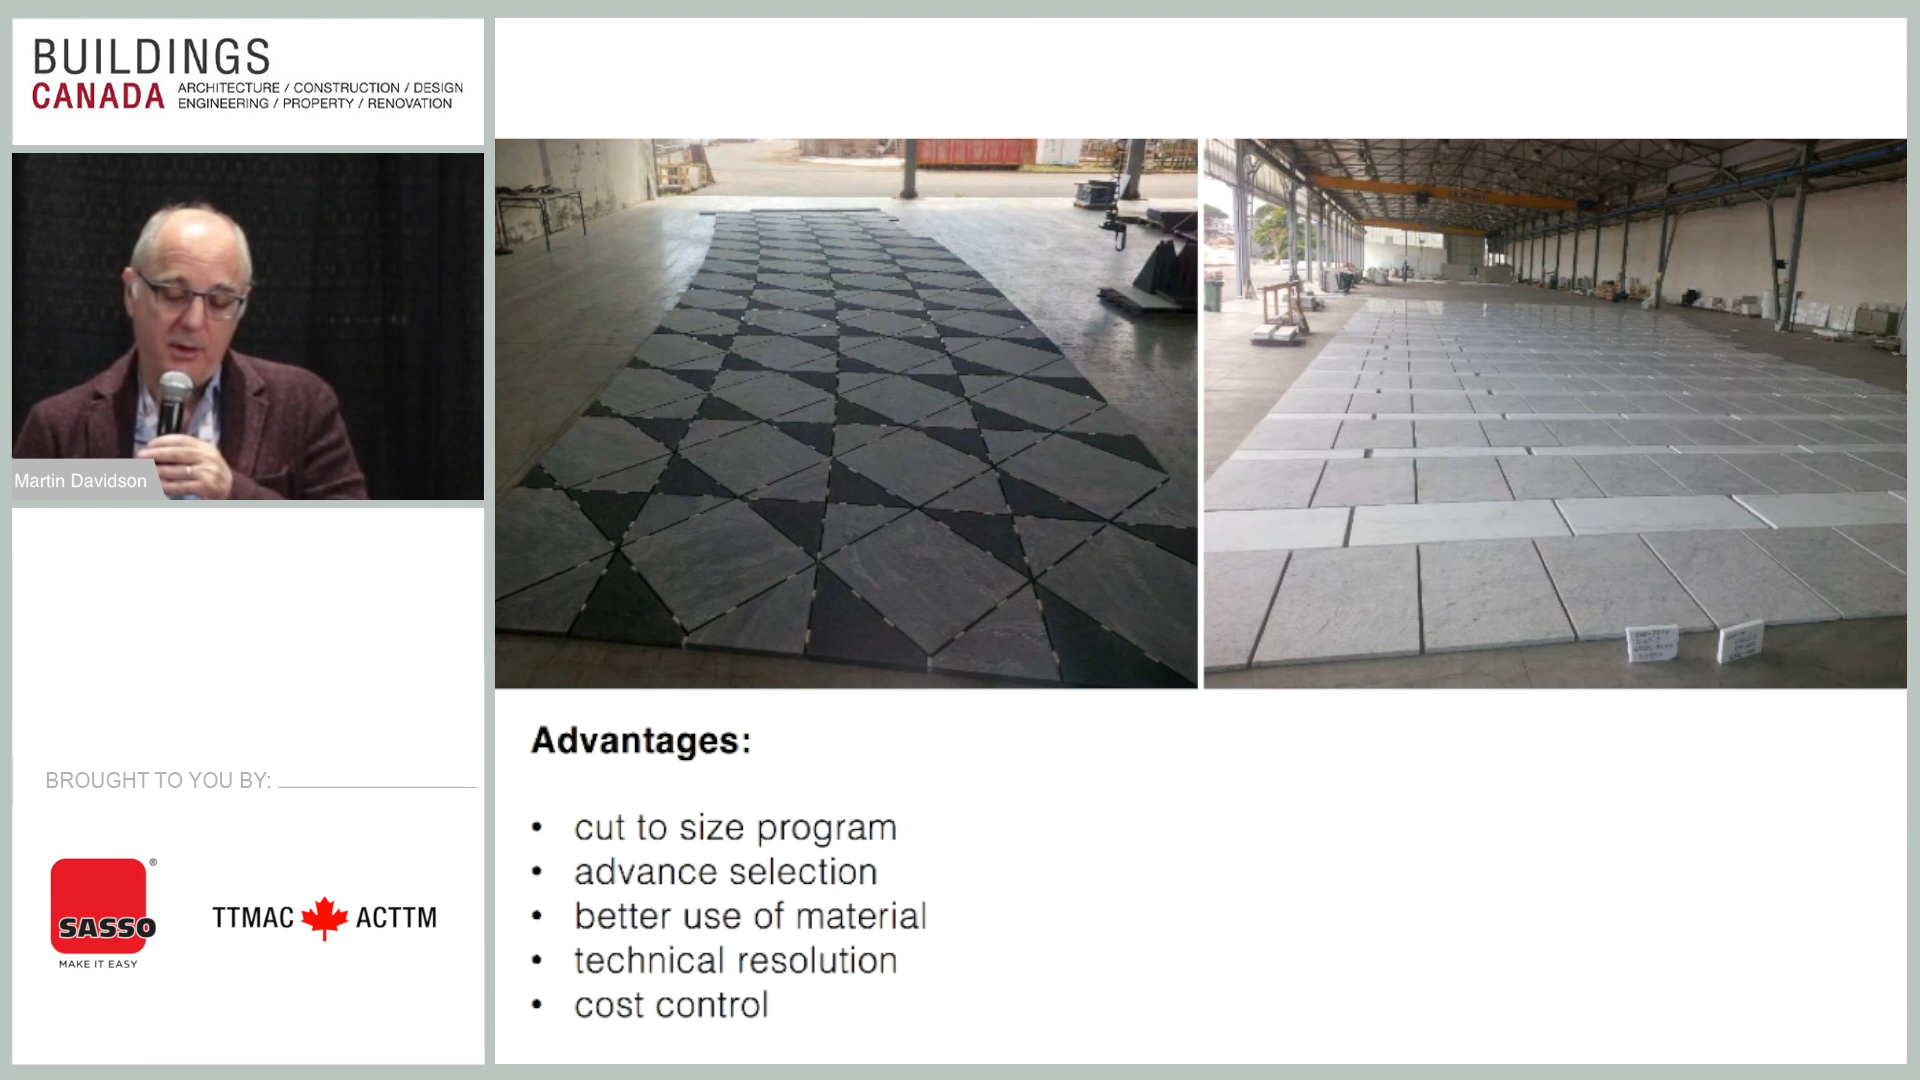 BUILDINGS
CANADA
ARCHITECTURE / CONSTRUCTION / DESIGN
ENGINEERING / PROPERTY / RENOVATION
Martin Davidson
BROUGHT TO YOU BY:
SASSO
®
MAKE IT EASY
TTMAC ACTTM
Advantages:
• cut to size program
• advance selection
• better use of material
• technical resolution
• cost control